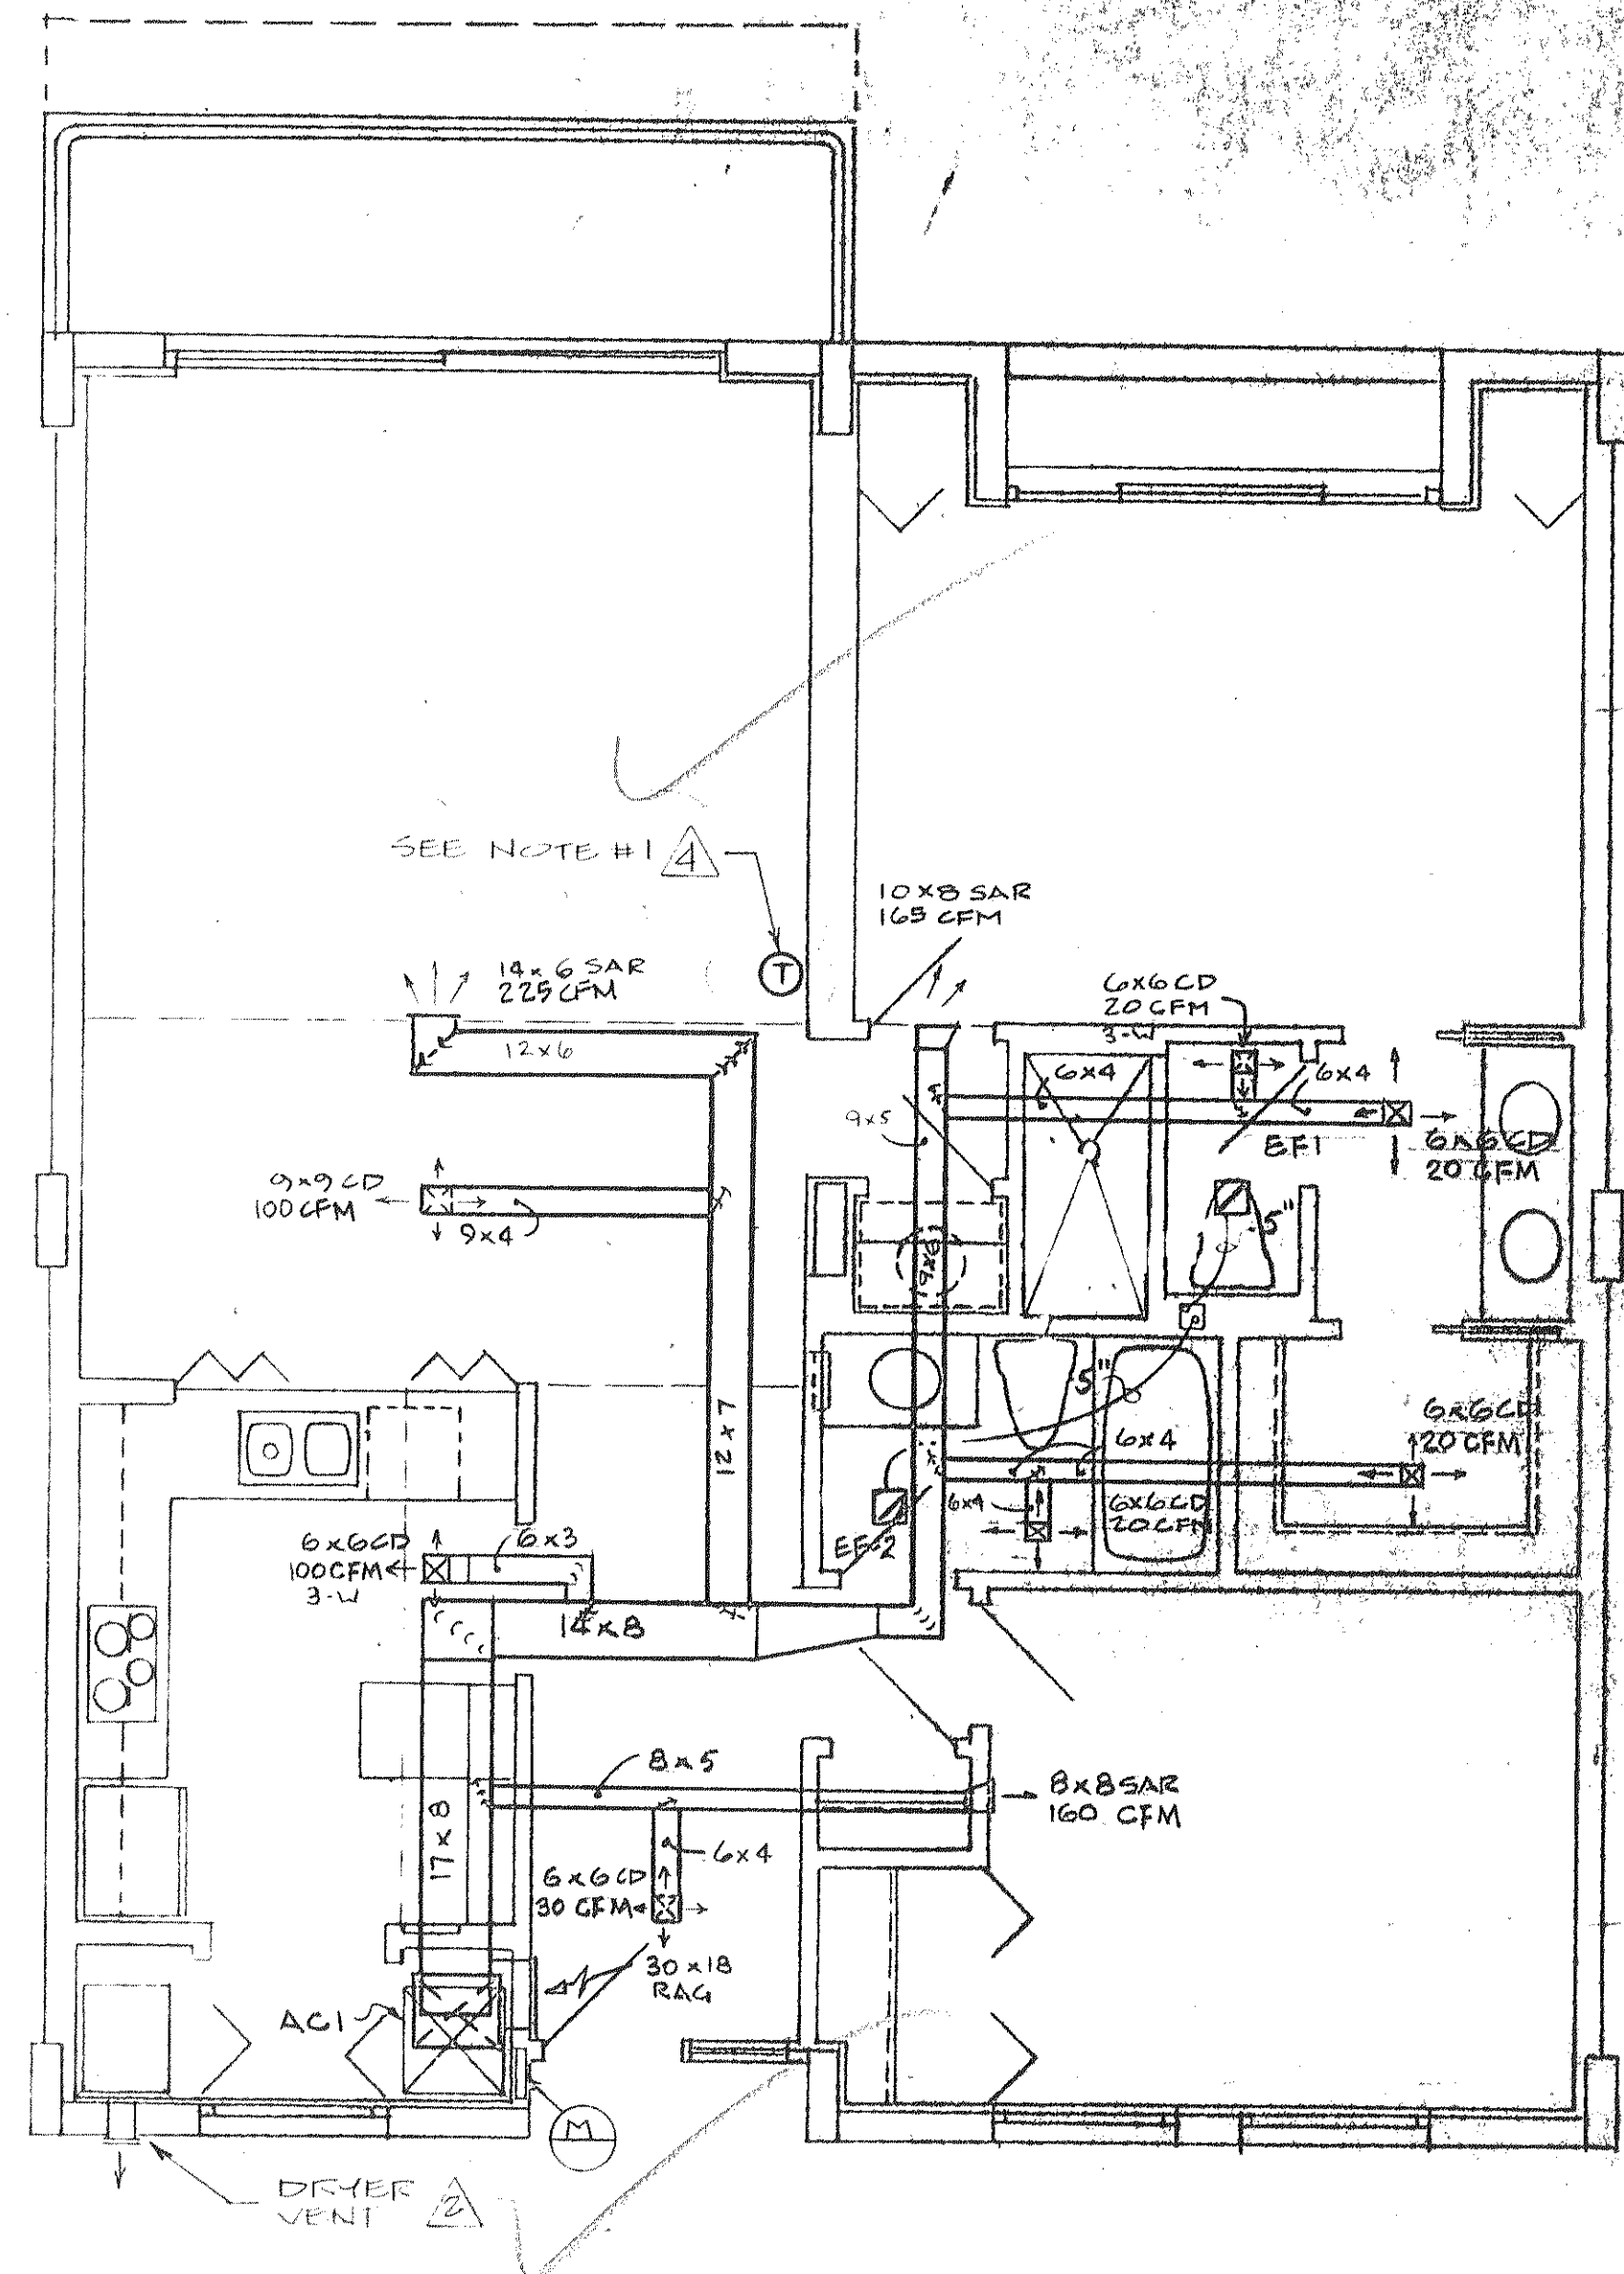 SEE NOTE #1 4
10x8 SAR
165 CFM
T
14x6 SAR
225 CFM
6x6 CD
20 CFM
3-W
12x6
6x4
6x4
9x5
EF1
6x6 CD
20 CFM
9x9 CD
100 CFM
9x4
5"
9x8
12x7
5"
6x4
6x6 CD
20 CFM
6x4
6x6 CD
20 CFM
EF-2
6x6 CD
100 CFM
3-W
6x3
14x8
8x5
8x8 SAR
160 CFM
17x8
6x4
6x6 CD
30 CFM
30x18
RAG
AC1
M
DRYER
VENT 2